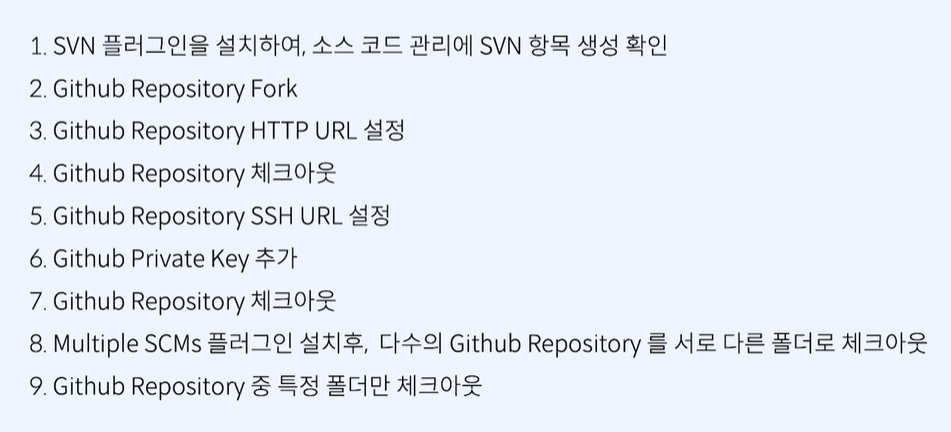 1. SVN 플러그인을 설치하여, 소스 코드 관리에 SVN 항목 생성 확인
2. Github Repository Fork
3. Github Repository HTTP URL 설정
4. Github Repository 체크아웃
5. Github Repository SSH URL 설정
6. Github Private Key 추가
7. Github Repository 체크아웃
8. Multiple SCMs 플러그인 설치후, 다수의 Github Repository 를 서로 다른 폴더로 체크아웃
9. Github Repository 중 특정 폴더만 체크아웃